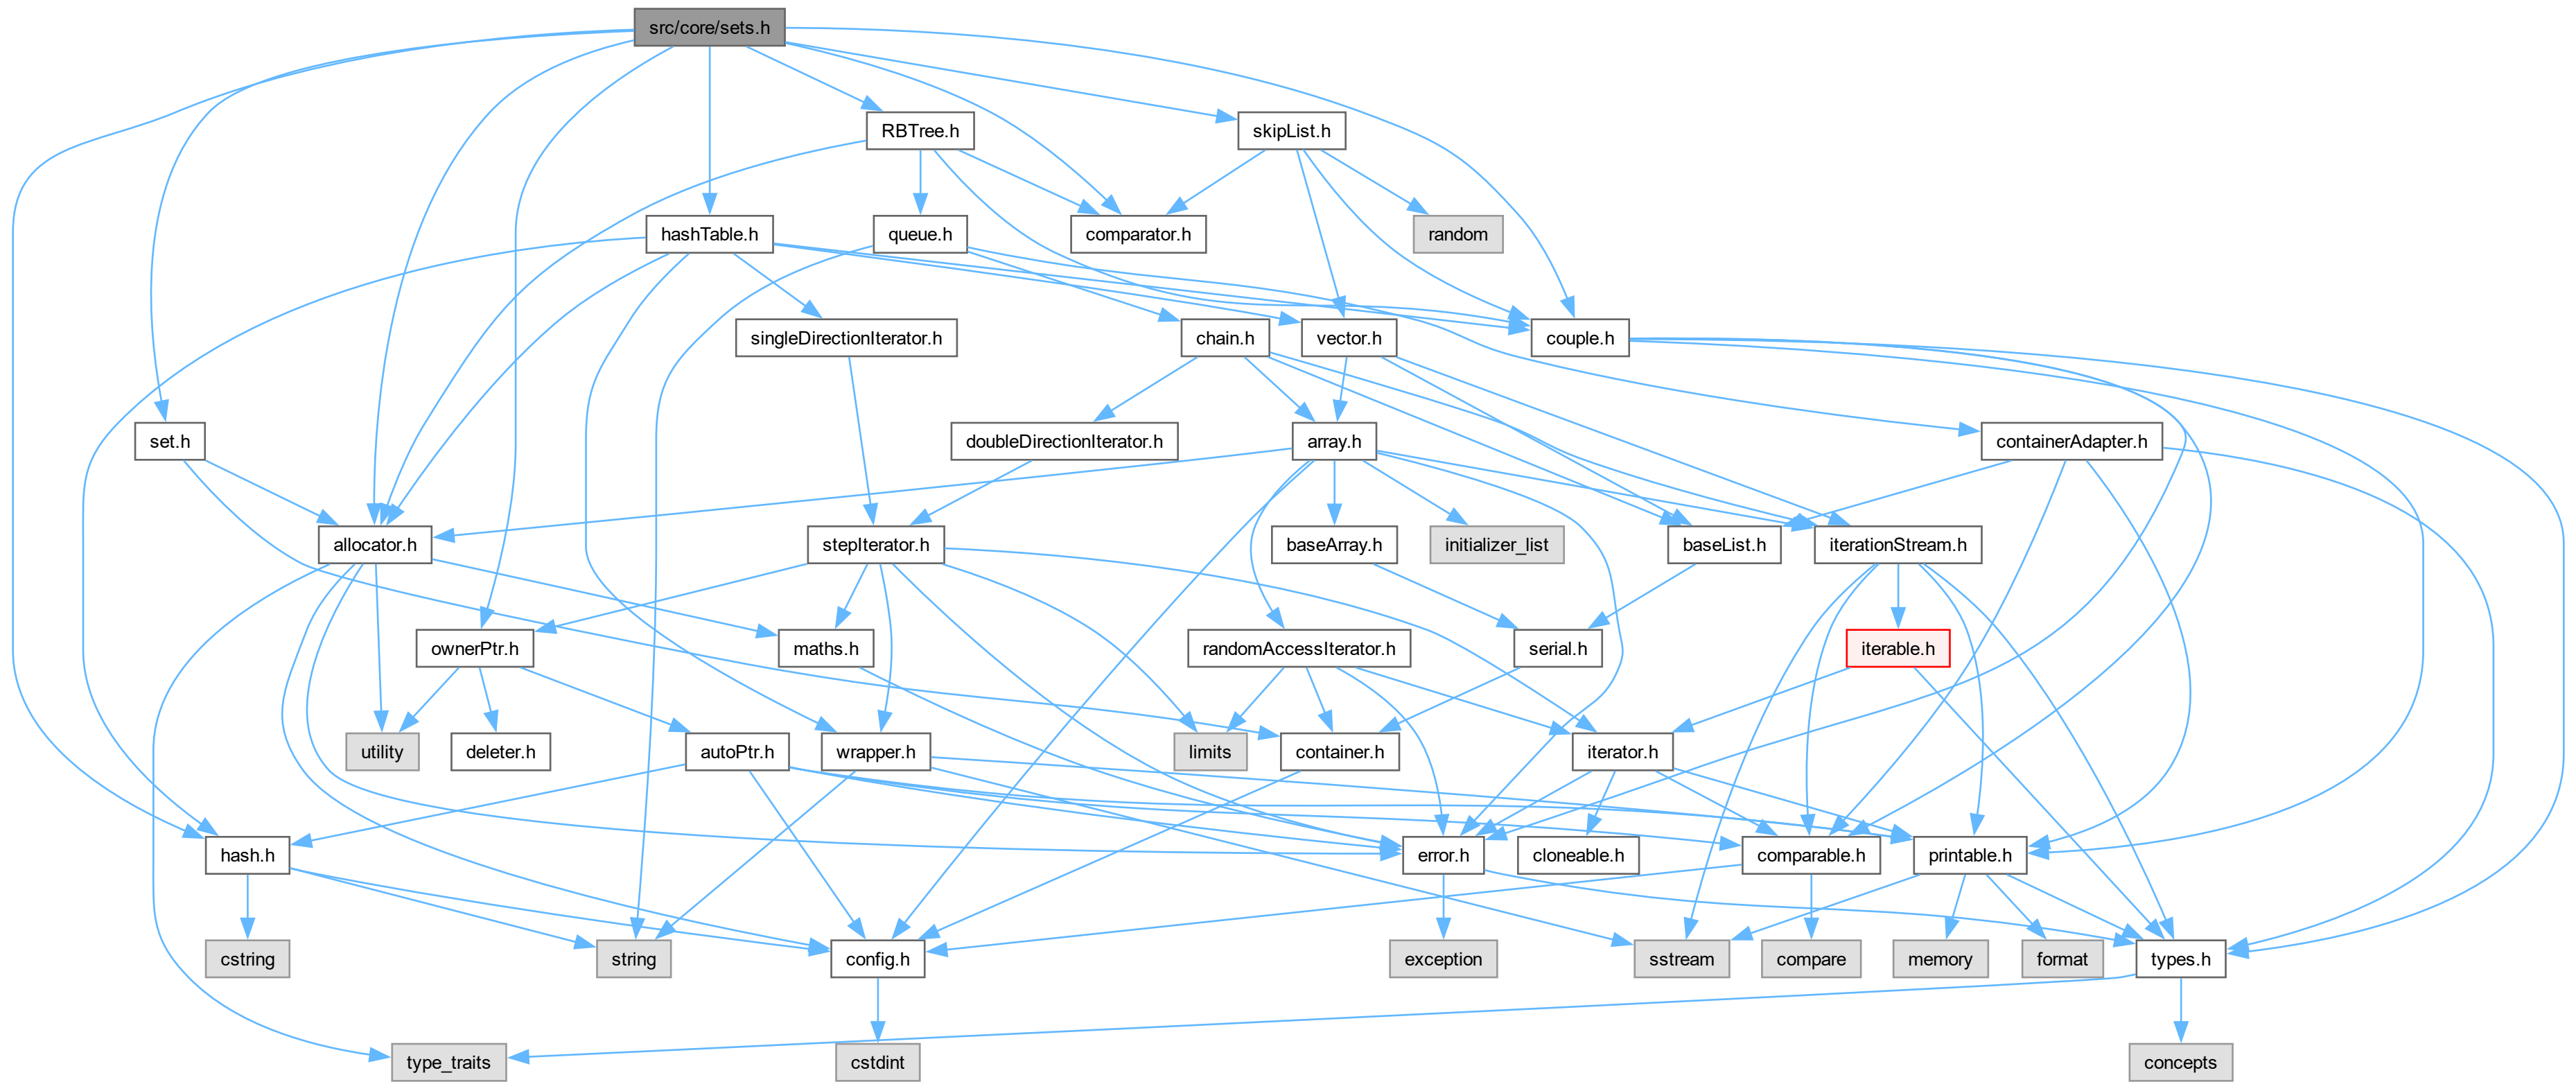 src/core/sets.h
RBTree.h
skipList.h
hashTable.h
queue.h
comparator.h
random
singleDirectionIterator.h
chain.h
vector.h
couple.h
set.h
doubleDirectionIterator.h
array.h
containerAdapter.h
allocator.h
stepIterator.h
baseArray.h
initializer_list
baseList.h
iterationStream.h
ownerPtr.h
maths.h
randomAccessIterator.h
serial.h
iterable.h
utility
deleter.h
autoPtr.h
wrapper.h
limits
container.h
iterator.h
hash.h
error.h
cloneable.h
comparable.h
printable.h
cstring
string
config.h
exception
sstream
compare
memory
format
types.h
type_traits
cstdint
concepts